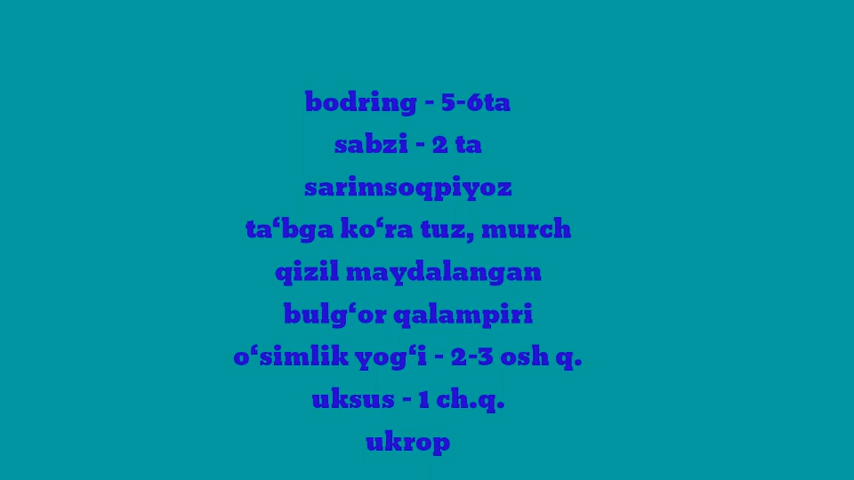 bodring - 5-6ta
sabzi - 2 ta
sarimsoqpiyoz
ta‘bga ko‘ra tuz, murch
qizil maydalangan
bulg‘or qalampiri
o‘simlik yog‘i - 2-3 osh q.
uksus - 1 ch.q.
ukrop